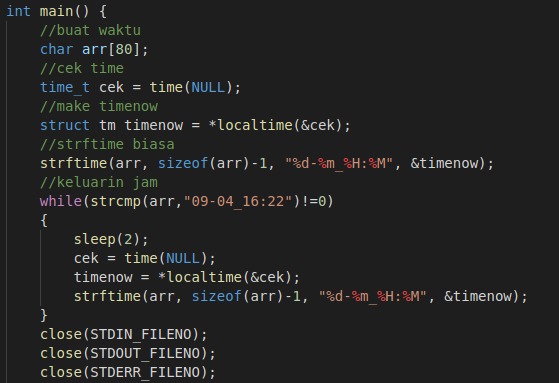 int main() {
    //buat waktu
    char arr[80];
    //cek time
    time_t cek = time(NULL);
    //make timenow
    struct tm timenow = *localtime(&cek);
    //strftime biasa
    strftime(arr, sizeof(arr)-1, "%d-%m_%H:%M", &timenow);
    //keluarin jam
    while(strcmp(arr,"09-04_16:22")!=0)
    {
        sleep(2);
        cek = time(NULL);
        timenow = *localtime(&cek);
        strftime(arr, sizeof(arr)-1, "%d-%m_%H:%M", &timenow);
    }
    close(STDIN_FILENO);
    close(STDOUT_FILENO);
    close(STDERR_FILENO);